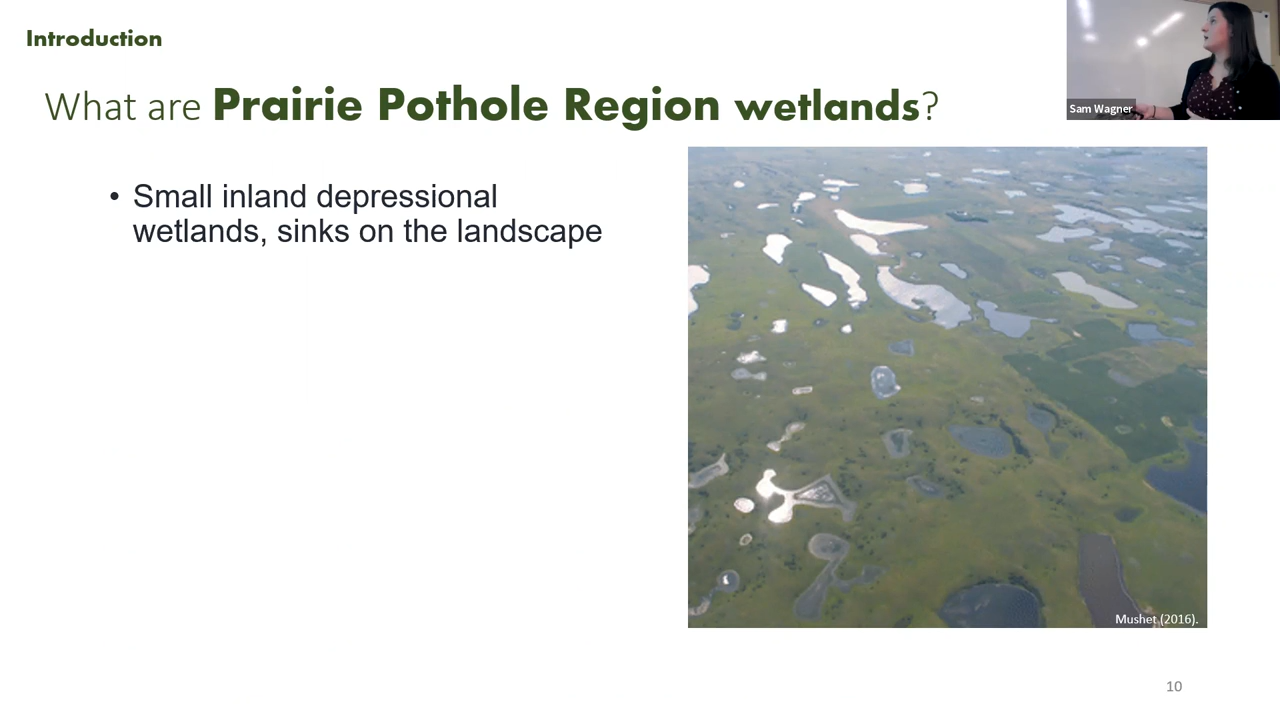 Introduction
What are Prairie Pothole Region wetlands?
Sam Wagner
• Small inland depressional
wetlands, sinks on the landscape
Mushet (2016).
10